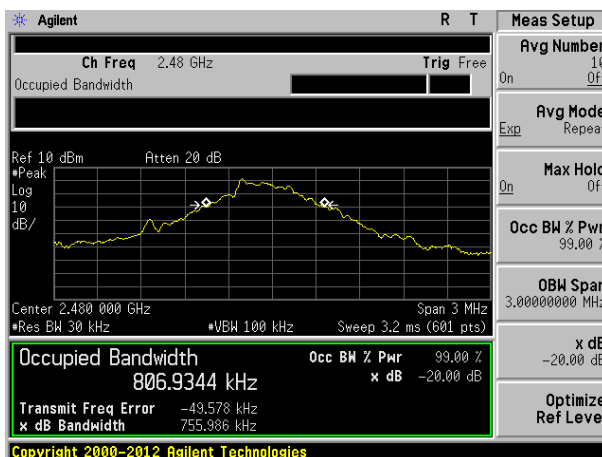 Agilent R T Meas Setup
Ch Freq 2.48 GHz Trig Free
Occupied Bandwidth
Avg Number
10
On Off
Avg Mode
Exp Repeat
Max Hold
On Off
Occ BW % Pwr
99.00 %
OBW Span
3.00000000 MHz
x dB
-20.00 dB
Optimize
Ref Level
Ref 10 dBm Atten 20 dB
#Peak
Log
10
dB/
Center 2.480 000 GHz Span 3 MHz
#Res BW 30 kHz #VBW 100 kHz Sweep 3.2 ms (601 pts)
Occupied Bandwidth Occ BW % Pwr 99.00 %
806.9344 kHz x dB -20.00 dB
Transmit Freq Error -49.578 kHz
x dB Bandwidth 755.986 kHz
Copyright 2000-2012 Agilent Technologies